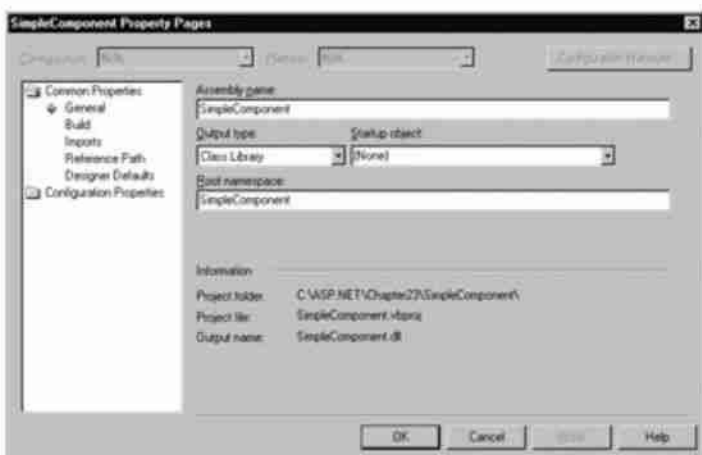 SimpleComponent Property Pages
Configuration: N/A Platform: N/A Configuration Manager...
Common Properties
General
Build
Imports
Reference Path
Designer Defaults
Configuration Properties
Assembly name:
SimpleComponent
Output type: Startup object:
Class Library (None)
Root namespace:
SimpleComponent
Information
Project folder: C:\ASP.NET\Chapter23\SimpleComponent\
Project file: SimpleComponent.vbproj
Output name: SimpleComponent.dll
OK Cancel Help